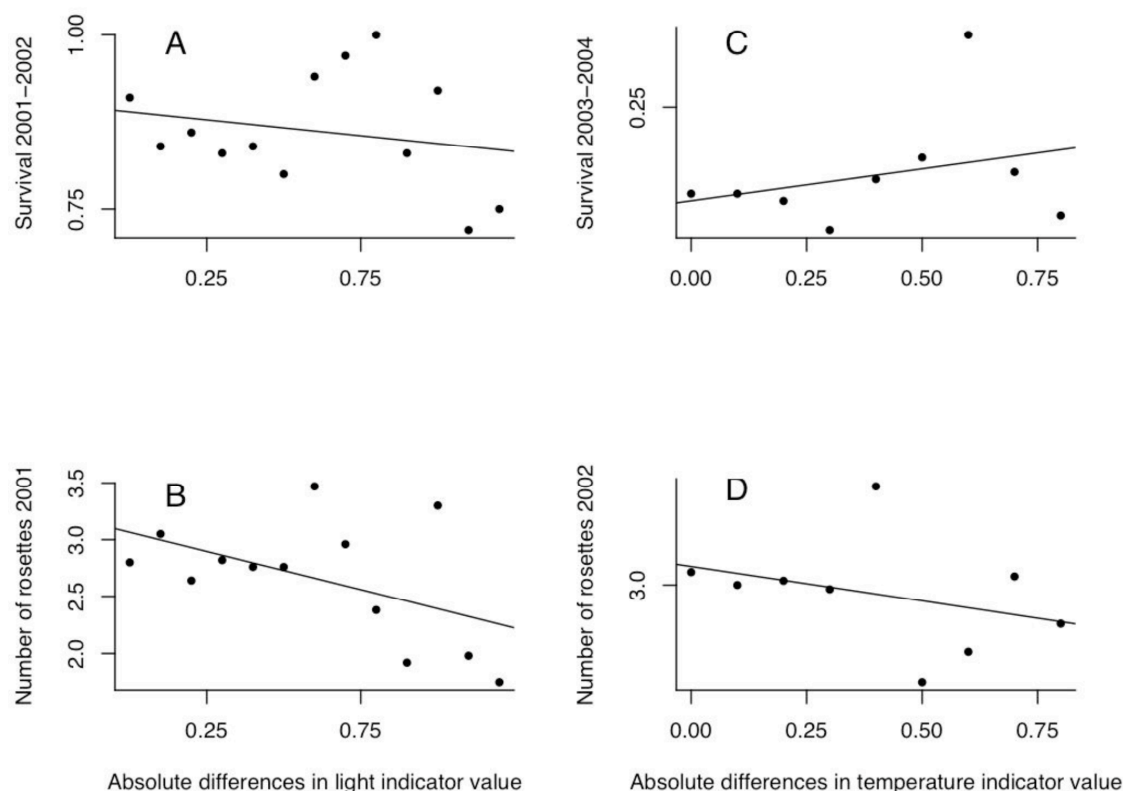 A
Survival 2001−2002
1.00
0.75
0.25
0.75
C
Survival 2003−2004
0.25
0.00
0.25
0.50
0.75
B
Number of rosettes 2001
3.5
3.0
2.5
2.0
0.25
0.75
Absolute differences in light indicator value
D
Number of rosettes 2002
3.0
0.00
0.25
0.50
0.75
Absolute differences in temperature indicator value